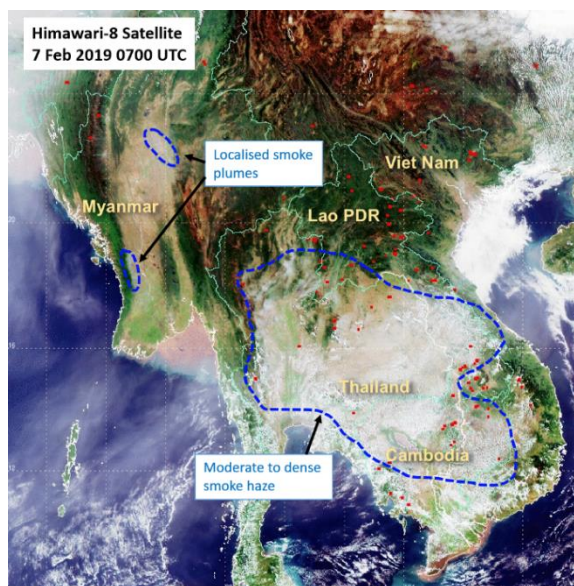 Himawari-8 Satellite
7 Feb 2019 0700 UTC
Localised smoke
plumes
Viet Nam
Myanmar
Lao PDR
Thailand
Cambodia
Moderate to dense
smoke haze